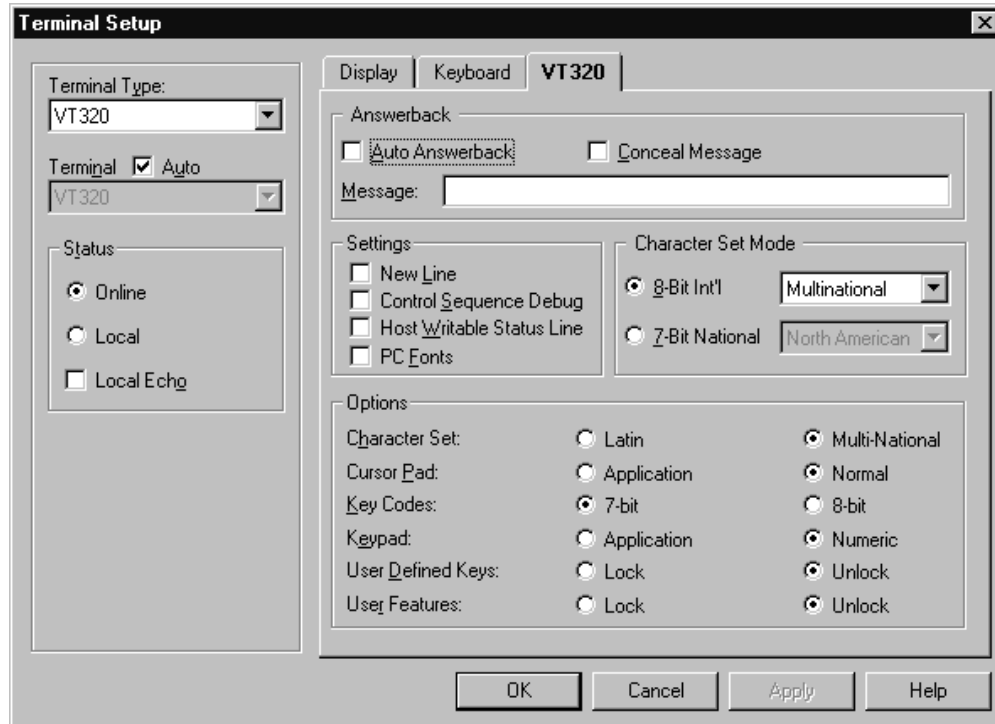 Terminal Setup
Terminal Type:
VT320
Terminal Auto
VT320
Status
Online
Local
Local Echo
Display Keyboard VT320
Answerback
Auto Answerback Conceal Message
Message:
Settings
New Line
Control Sequence Debug
Host Writable Status Line
PC Fonts
Character Set Mode
8-Bit Int'l Multinational
7-Bit National North American
Options
Character Set: Latin Multi-National
Cursor Pad: Application Normal
Key Codes: 7-bit 8-bit
Keypad: Application Numeric
User Defined Keys: Lock Unlock
User Features: Lock Unlock
OK Cancel Apply Help